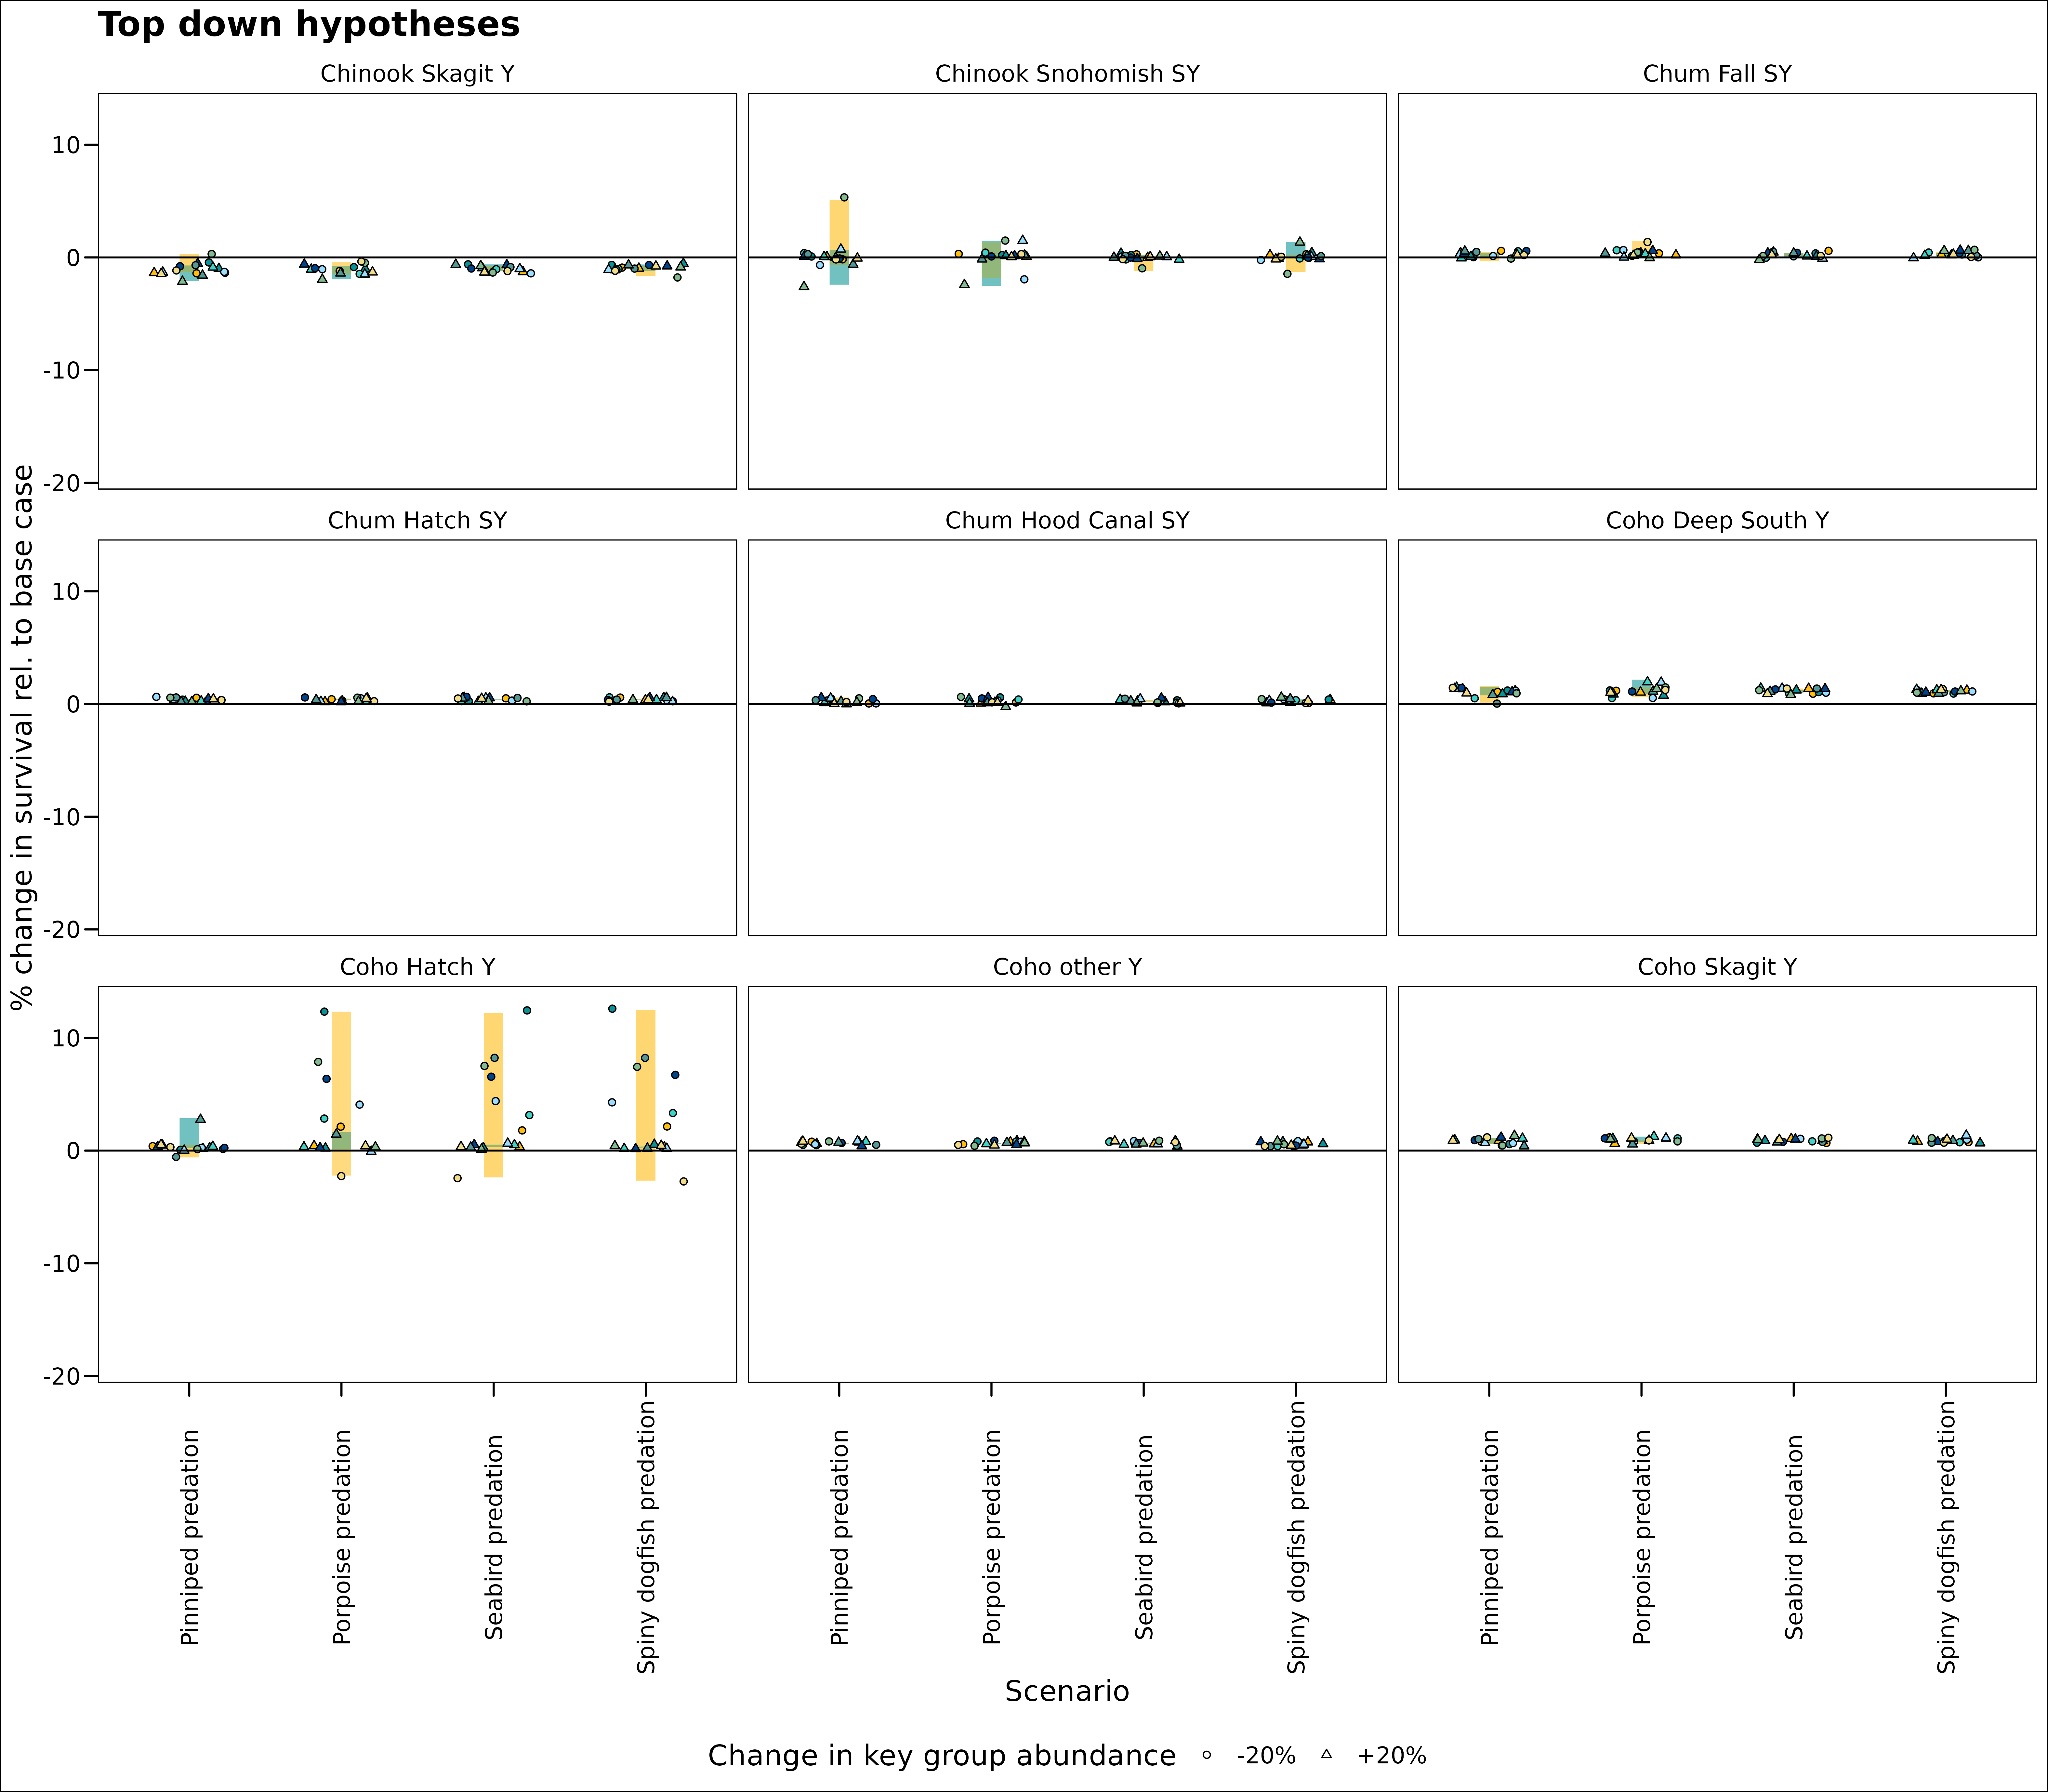 Top down hypotheses
Chinook Skagit Y
Chinook Snohomish SY
Chum Fall SY
10
0
-10
-20
Chum Hatch SY
Chum Hood Canal SY
Coho Deep South Y
10
0
-10
-20
% change in survival rel. to base case
Coho Hatch Y
Coho other Y
Coho Skagit Y
10
0
-10
-20
Pinniped predation
Porpoise predation
Seabird predation
Spiny dogfish predation
Pinniped predation
Porpoise predation
Seabird predation
Spiny dogfish predation
Pinniped predation
Porpoise predation
Seabird predation
Spiny dogfish predation
Scenario
Change in key group abundance -20% +20%